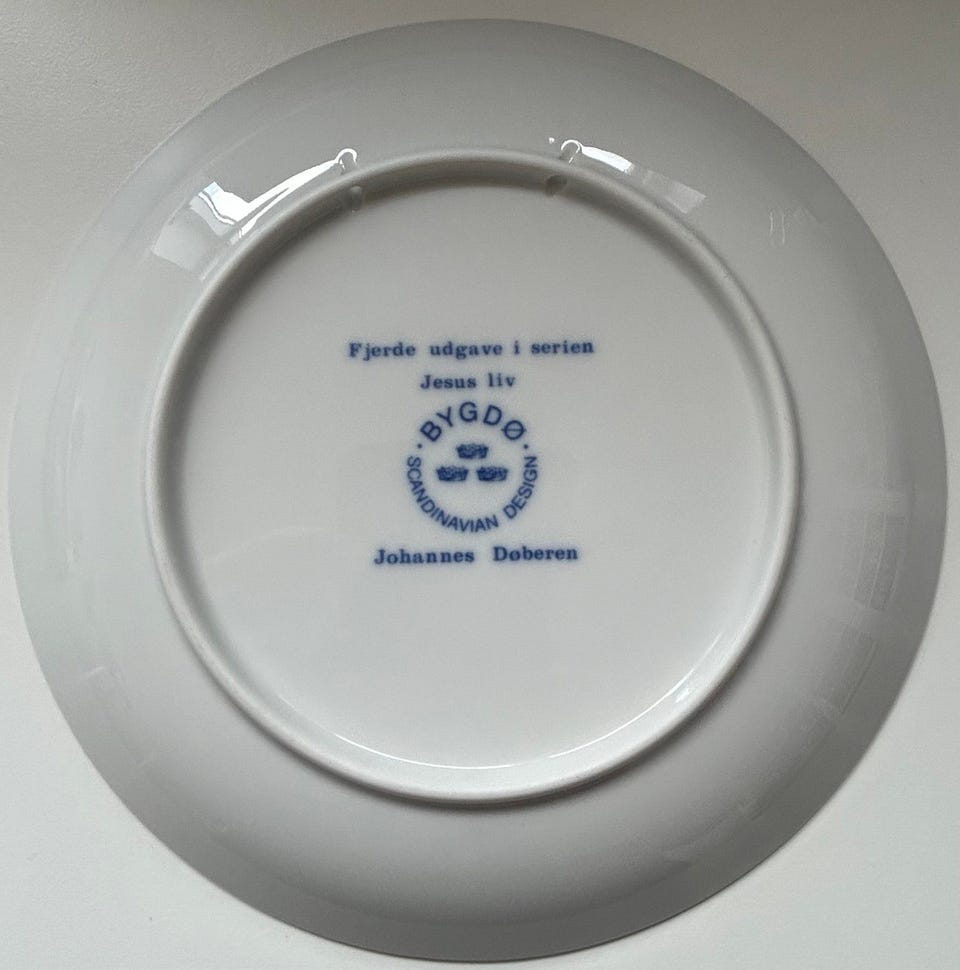 Fjerde udgave i serien
Jesus liv
· BYGDØ ·
SCANDINAVIAN DESIGN
Johannes Døberen